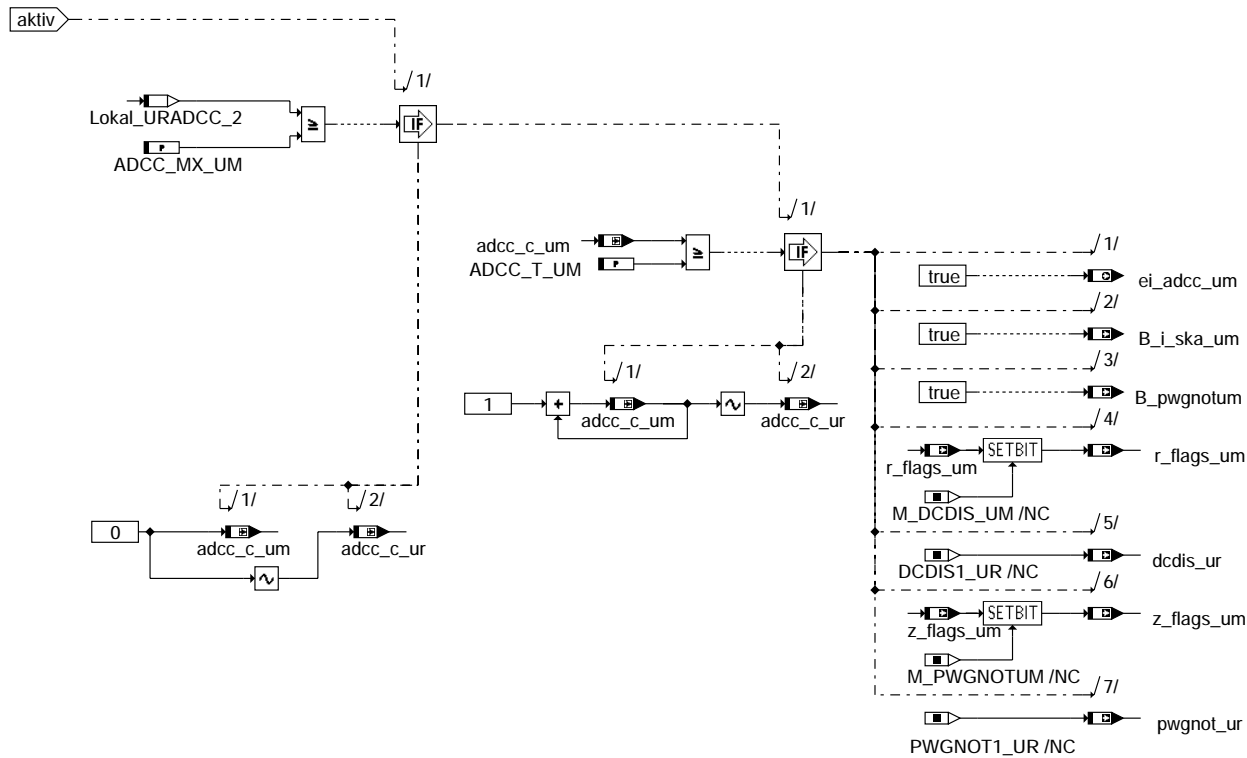 aktiv
/1/
Lokal_URADCC_2
≥
IF
P
ADCC_MX_UM
/1/
adcc_c_um
≥
IF
/1/
P
ADCC_T_UM
true
ei_adcc_um
/2/
true
B_i_ska_um
/1/
/2/
/3/
1
+
adcc_c_um
~
adcc_c_ur
true
B_pwgnotum
/4/
r_flags_um
SETBIT
r_flags_um
/1/
/2/
M_DCDIS_UM /NC
/5/
0
adcc_c_um
adcc_c_ur
~
DCDIS1_UR /NC
dcdis_ur
/6/
z_flags_um
SETBIT
z_flags_um
M_PWGNOTUM /NC
/7/
PWGNOT1_UR /NC
pwgnot_ur